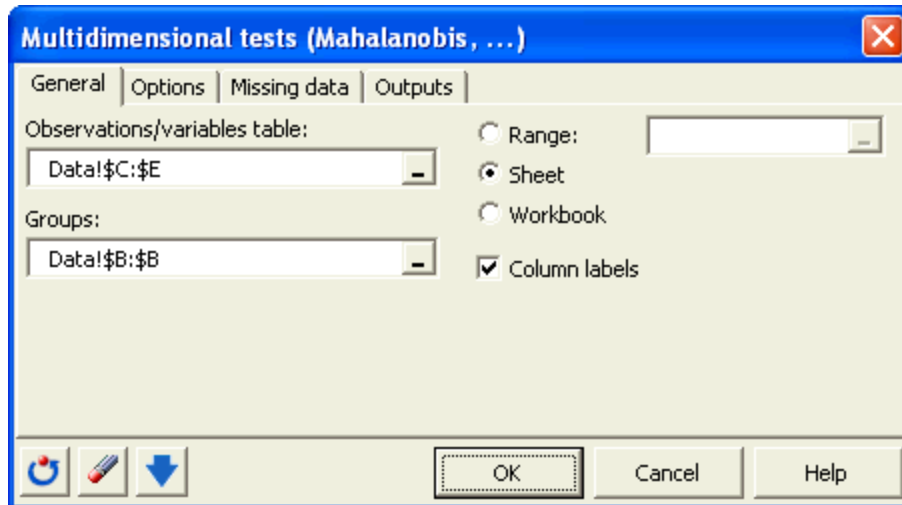 Multidimensional tests (Mahalanobis, ...)
General Options Missing data Outputs
Observations/variables table:
Data!$C:$E
Groups:
Data!$B:$B
Range:
Sheet
Workbook
Column labels
OK Cancel Help